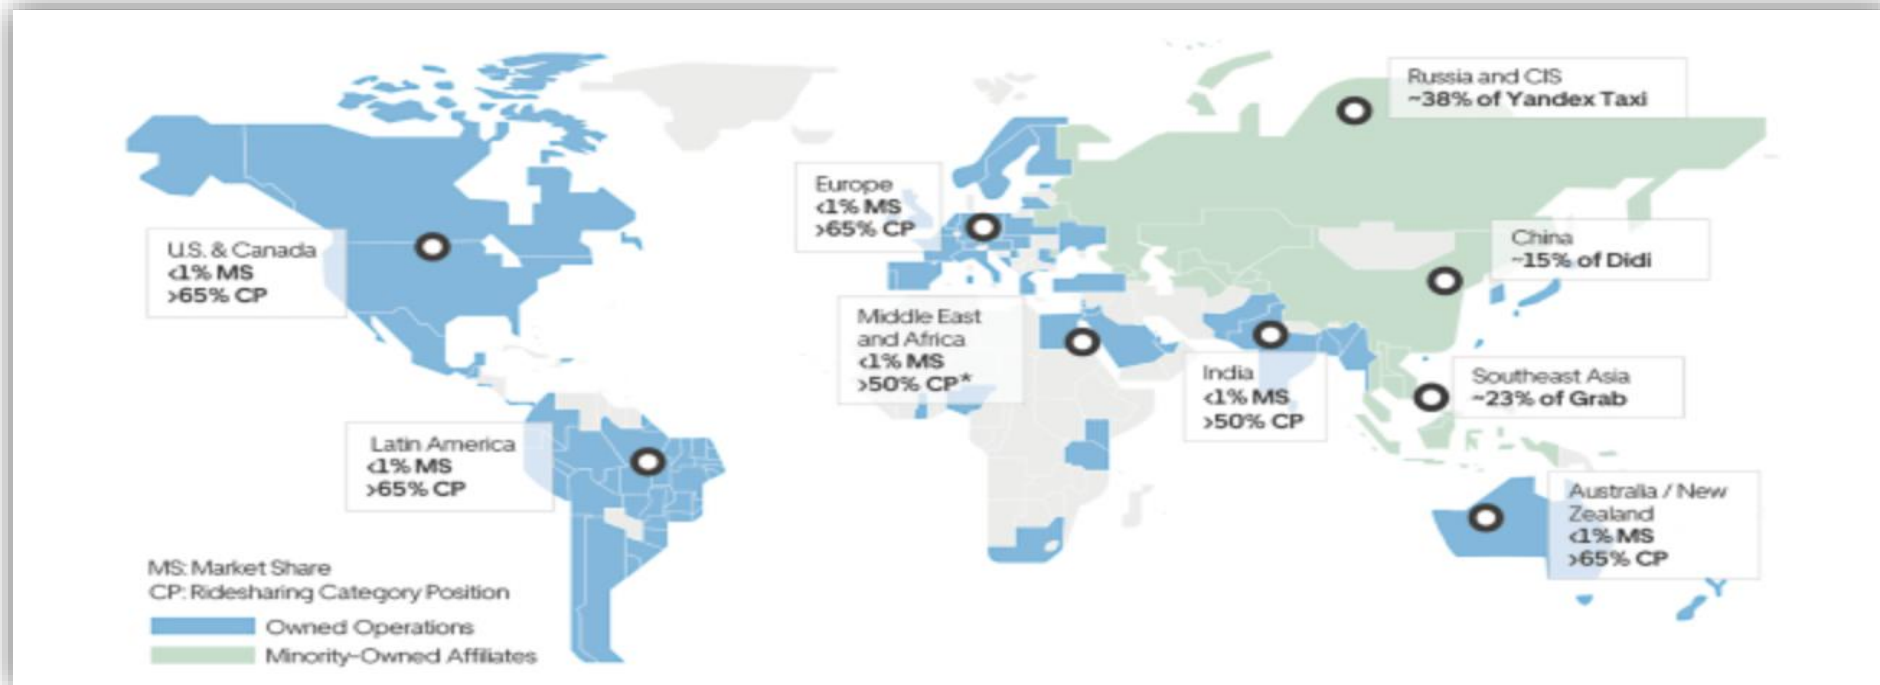 Russia and CIS
~38% of Yandex Taxi
Europe
<1% MS
>65% CP
U.S. & Canada
<1% MS
>65% CP
China
~15% of Didi
Middle East
and Africa
<1% MS
>50% CP*
India
<1% MS
>50% CP
Southeast Asia
~23% of Grab
Latin America
<1% MS
>65% CP
Australia / New
Zealand
<1% MS
>65% CP
MS: Market Share
CP: Ridesharing Category Position
Owned Operations
Minority-Owned Affiliates